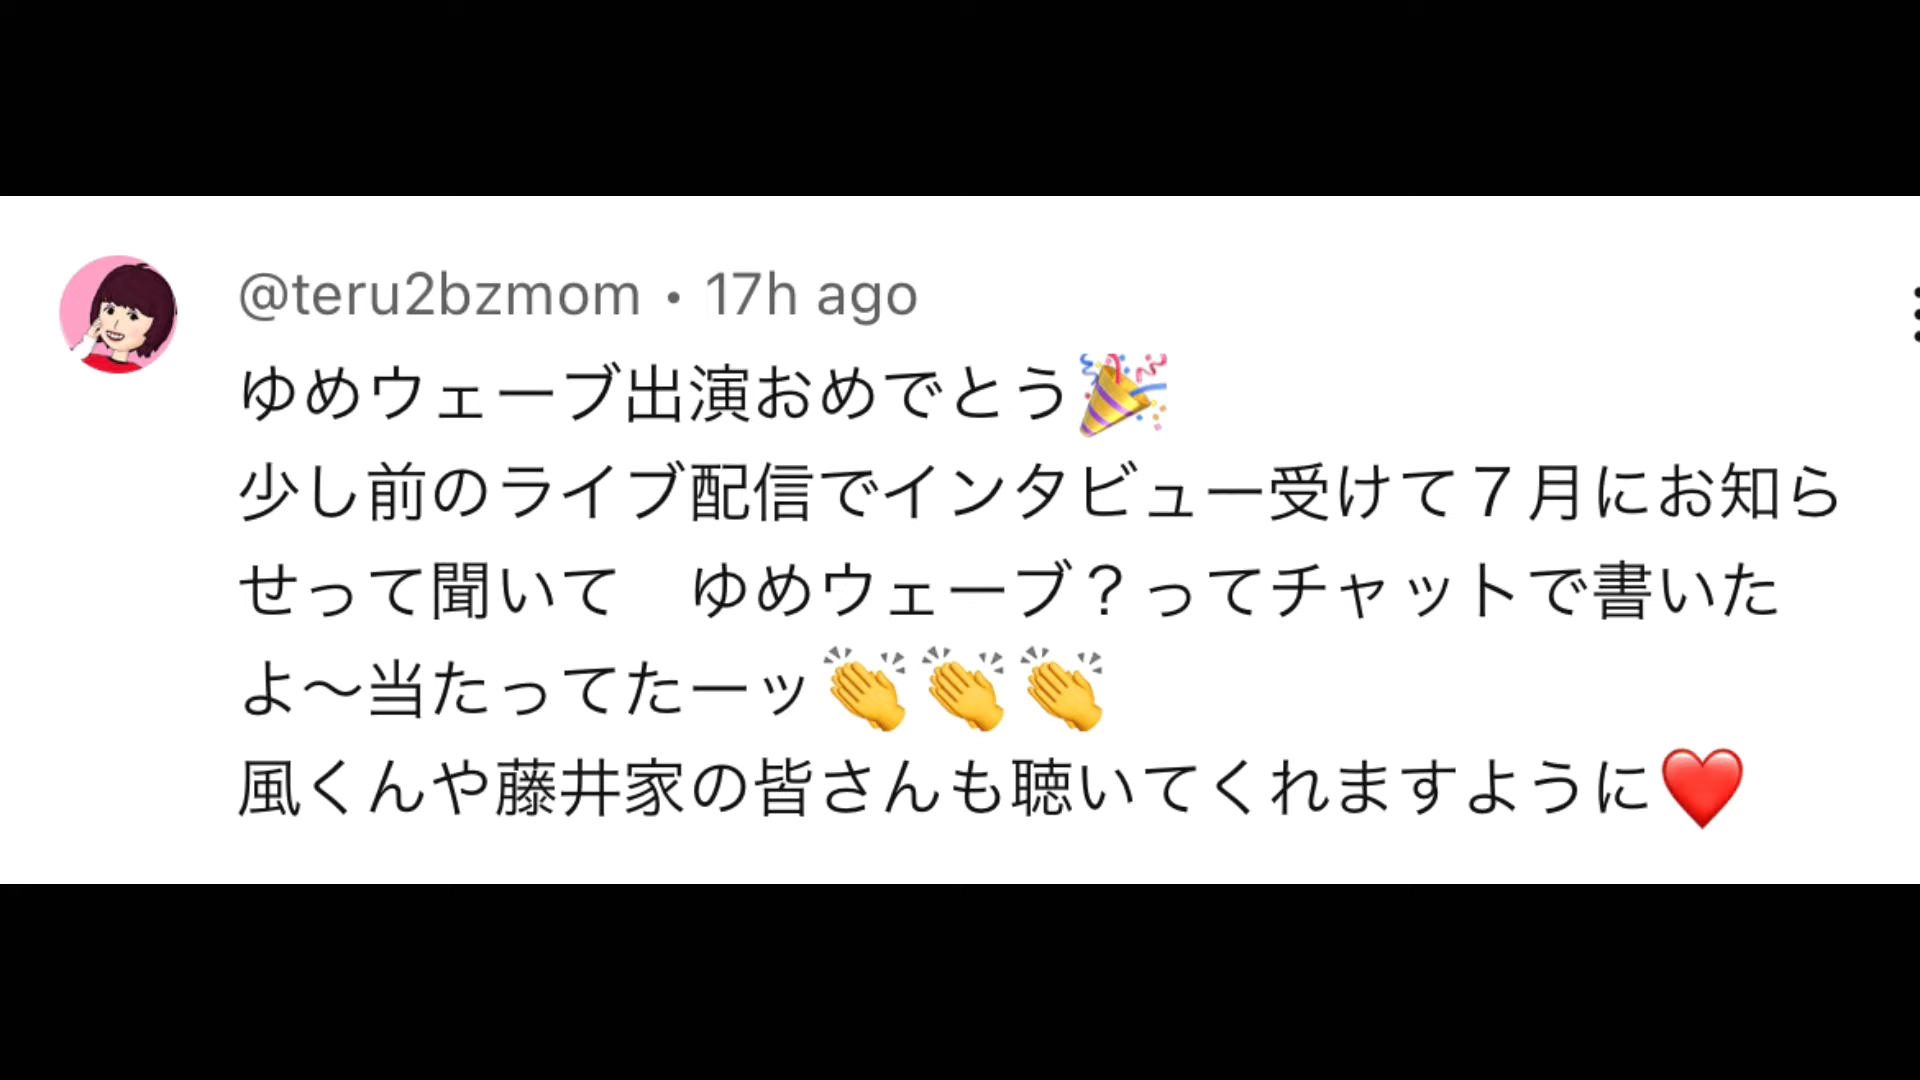 @teru2bzmom • 17h ago
ゆめウェーブ出演おめでとう🎉
少し前のライブ配信でインタビュー受けて７月にお知ら
せって聞いて　ゆめウェーブ？ってチャットで書いた
よ〜当たってたーッ👏👏👏
風くんや藤井家の皆さんも聴いてくれますように❤️